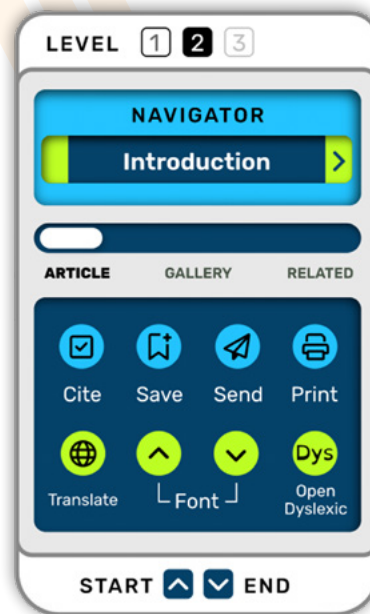 LEVEL 1 2 3
NAVIGATOR
Introduction
ARTICLE GALLERY RELATED
Cite Save Send Print
Dys
Translate Font Open
Dyslexic
START END